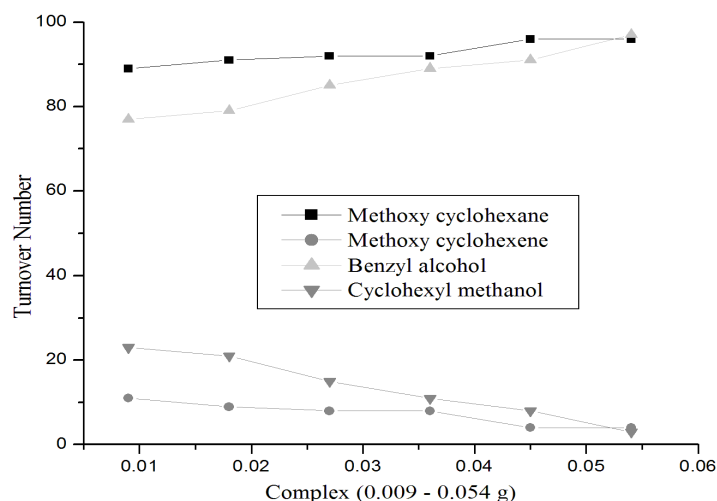 100
80
60
40
20
0
Turnover Number
Methoxy cyclohexane
Methoxy cyclohexene
Benzyl alcohol
Cyclohexyl methanol
0.01 0.02 0.03 0.04 0.05 0.06
Complex (0.009 - 0.054 g)